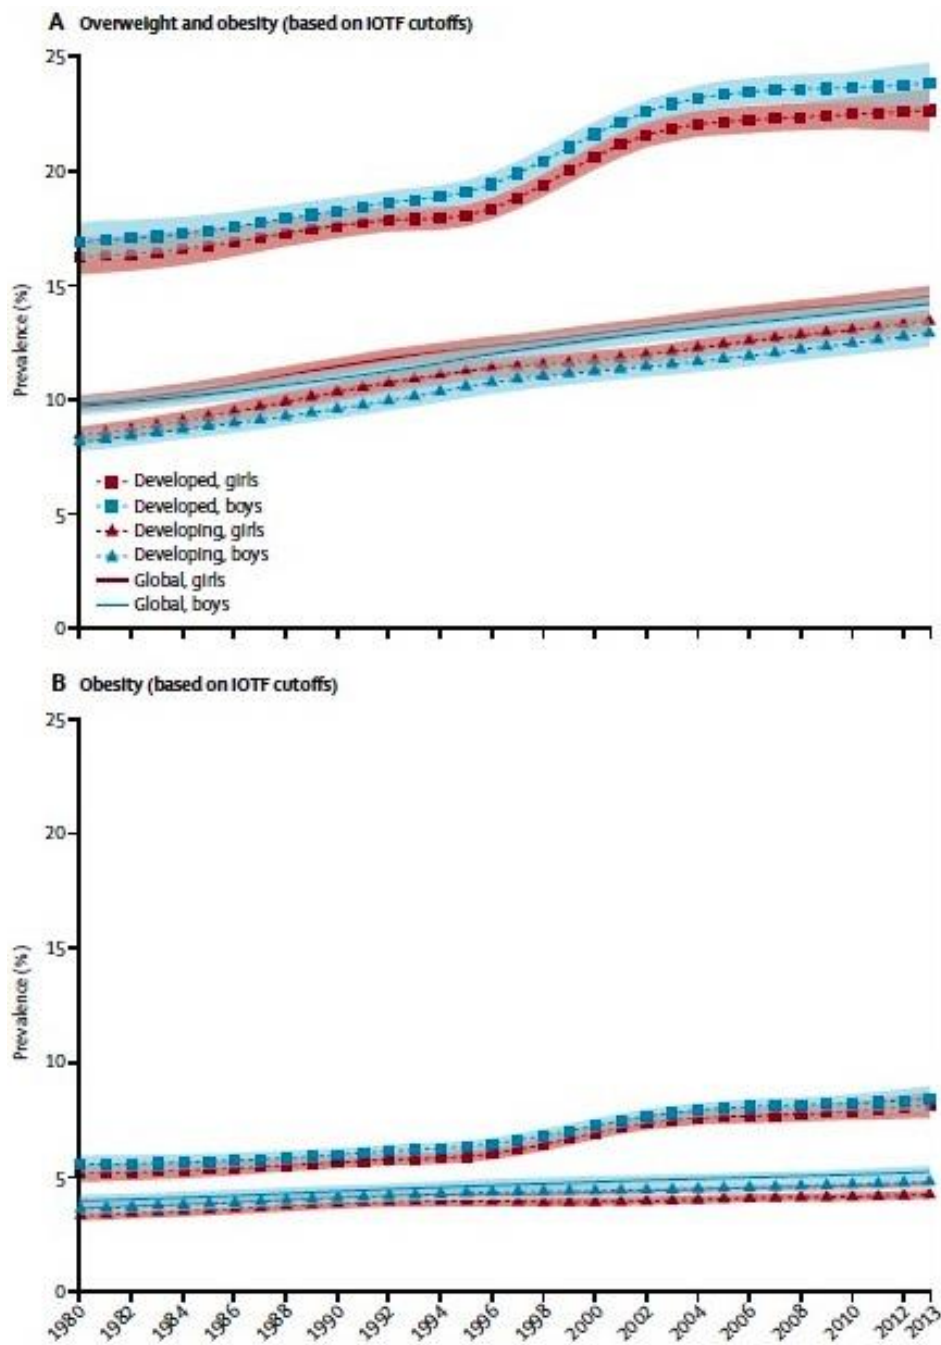 A Overweight and obesity (based on IOTF cutoffs)
25
20
15
10
5
0
Prevalence (%)
Developed, girls
Developed, boys
Developing, girls
Developing, boys
Global, girls
Global, boys
B Obesity (based on IOTF cutoffs)
25
20
15
10
5
0
Prevalence (%)
1980 1982 1984 1986 1988 1990 1992 1994 1996 1998 2000 2002 2004 2006 2008 2010 2012 2013